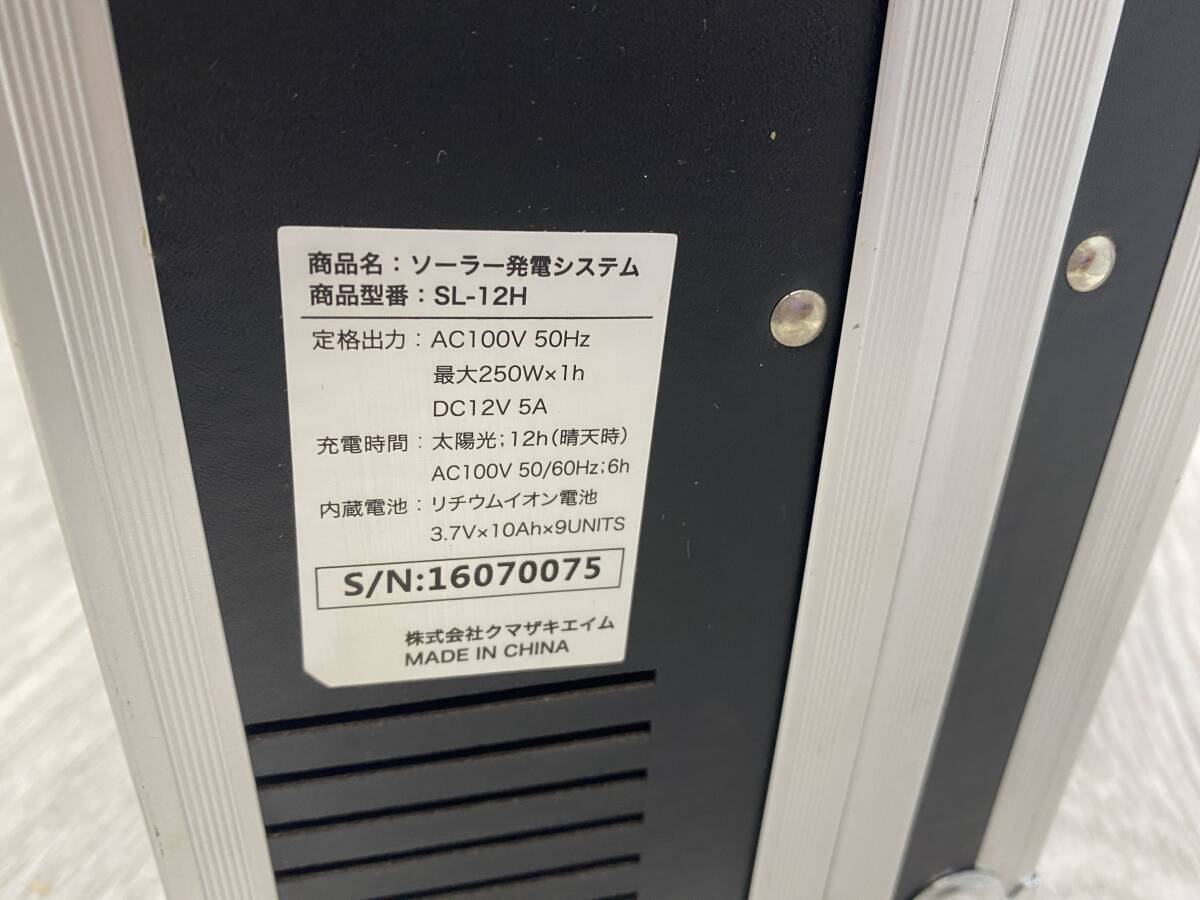 商品名：ソーラー発電システム
商品型番：SL-12H
定格出力：AC100V 50Hz
最大250W×1h
DC12V 5A
充電時間：太陽光；12h（晴天時）
AC100V 50/60Hz；6h
内蔵電池：リチウムイオン電池
3.7V×10Ah×9UNITS
S/N:16070075
株式会社クマザキエイム
MADE IN CHINA